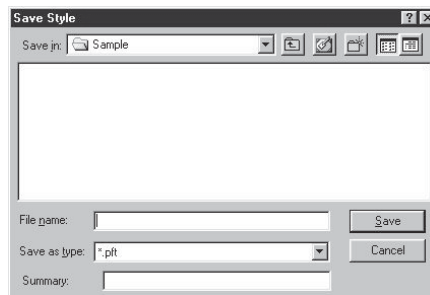 Save Style
Save in: Sample
File name:
Save
Save as type: *.pft
Cancel
Summary: